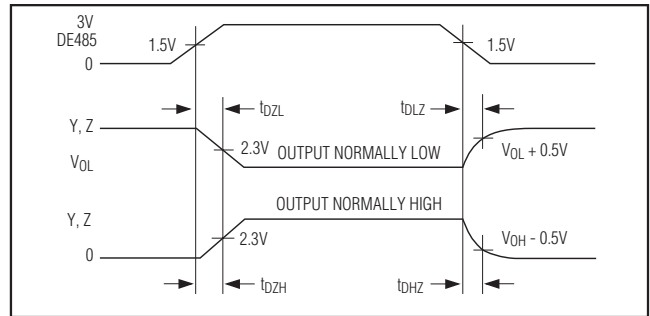 3V
DE485
1.5V
1.5V
0
tDZL
tDLZ
Y, Z
2.3V
OUTPUT NORMALLY LOW
VOL + 0.5V
VOL
OUTPUT NORMALLY HIGH
Y, Z
2.3V
VOH - 0.5V
0
tDZH
tDHZ